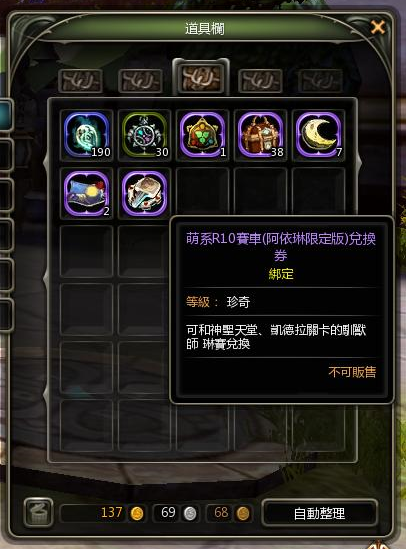 道具欄
190
30
1
38
7
2
萌系R10賽車(阿依琳限定版)兌換
券
綁定
等級： 珍奇
可和神聖天堂、凱德拉關卡的馴獸
師 琳賽兌換
不可販售
137
69
68
自動整理